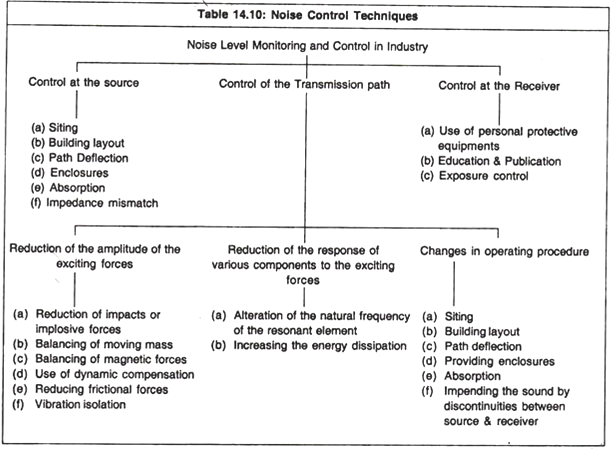 Table 14.10: Noise Control Techniques
Noise Level Monitoring and Control in Industry
Control at the source
(a) Siting
(b) Building layout
(c) Path Deflection
(d) Enclosures
(e) Absorption
(f) Impedance mismatch
Control of the Transmission path
Control at the Receiver
(a) Use of personal protective
equipments
(b) Education & Publication
(c) Exposure control
Reduction of the amplitude of the
exciting forces
(a) Reduction of impacts or
implosive forces
(b) Balancing of moving mass
(c) Balancing of magnetic forces
(d) Use of dynamic compensation
(e) Reducing frictional forces
(f) Vibration isolation
Reduction of the response of
various components to the exciting
forces
(a) Alteration of the natural frequency
of the resonant element
(b) Increasing the energy dissipation
Changes in operating procedure
(a) Siting
(b) Building layout
(c) Path deflection
(d) Providing enclosures
(e) Absorption
(f) Impending the sound by
discontinuities between
source & receiver